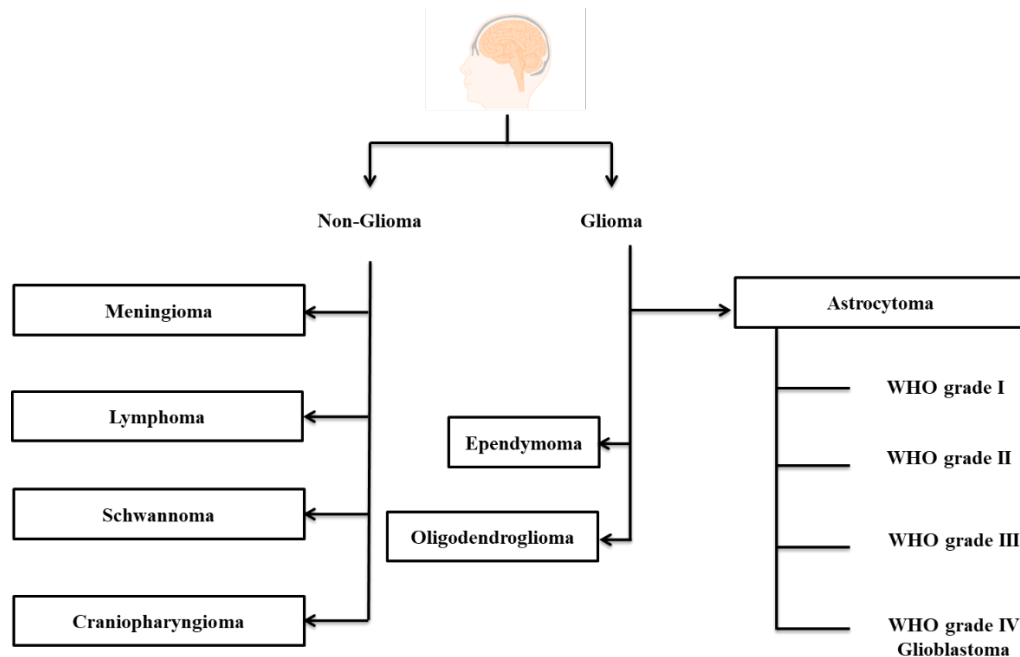 Non-Glioma
Glioma
Meningioma
Lymphoma
Schwannoma
Craniopharyngioma
Ependymoma
Oligodendroglioma
Astrocytoma
WHO grade I
WHO grade II
WHO grade III
WHO grade IV
Glioblastoma